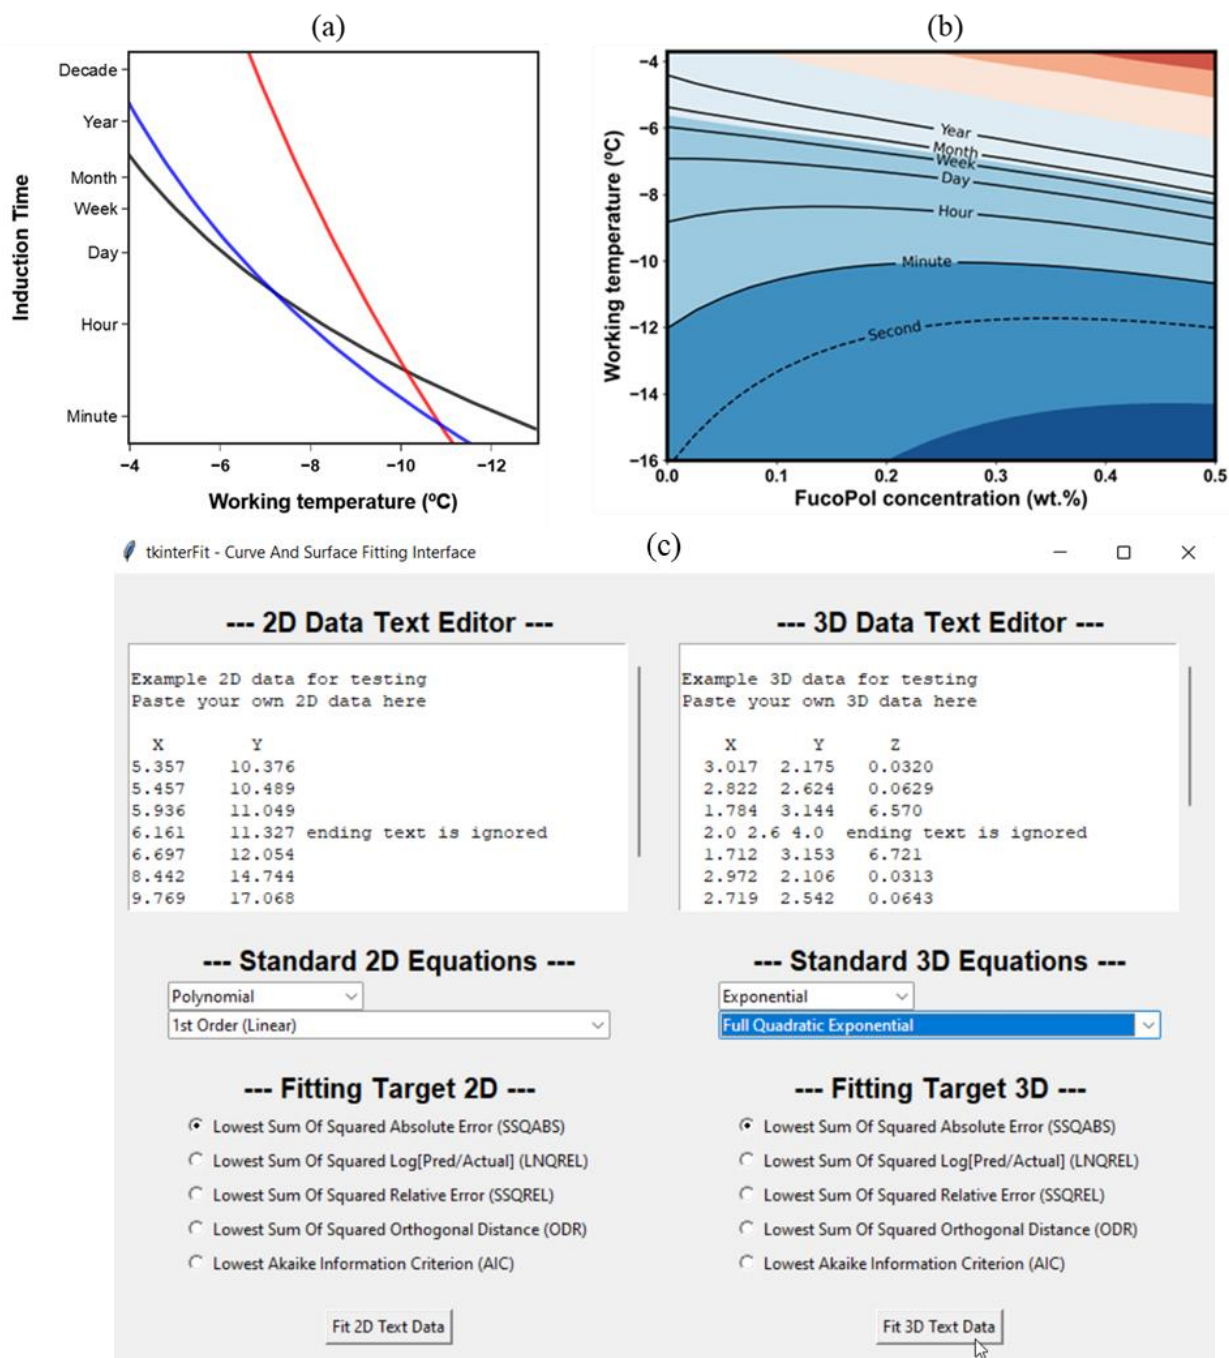 (a)
Decade
Year
Month
Week
Day
Hour
Minute
Induction Time
−4 −6 −8 −10 −12
Working temperature (ºC)
(b)
−4
−6
−8
−10
−12
−14
−16
Working temperature (ºC)
Year
Month
Week
Day
Hour
Minute
Second
0.0 0.1 0.2 0.3 0.4 0.5
FucoPol concentration (wt.%)
tkinterFit - Curve And Surface Fitting Interface
(c)
--- 2D Data Text Editor ---
Example 2D data for testing
Paste your own 2D data here
X Y
5.357 10.376
5.457 10.489
5.936 11.049
6.161 11.327 ending text is ignored
6.697 12.054
8.442 14.744
9.769 17.068
--- 3D Data Text Editor ---
Example 3D data for testing
Paste your own 3D data here
X Y Z
3.017 2.175 0.0320
2.822 2.624 0.0629
1.784 3.144 6.570
2.0 2.6 4.0 ending text is ignored
1.712 3.153 6.721
2.972 2.106 0.0313
2.719 2.542 0.0643
--- Standard 2D Equations ---
Polynomial
1st Order (Linear)
--- Standard 3D Equations ---
Exponential
Full Quadratic Exponential
--- Fitting Target 2D ---
Lowest Sum Of Squared Absolute Error (SSQABS)
Lowest Sum Of Squared Log[Pred/Actual] (LNQREL)
Lowest Sum Of Squared Relative Error (SSQREL)
Lowest Sum Of Squared Orthogonal Distance (ODR)
Lowest Akaike Information Criterion (AIC)
Fit 2D Text Data
--- Fitting Target 3D ---
Lowest Sum Of Squared Absolute Error (SSQABS)
Lowest Sum Of Squared Log[Pred/Actual] (LNQREL)
Lowest Sum Of Squared Relative Error (SSQREL)
Lowest Sum Of Squared Orthogonal Distance (ODR)
Lowest Akaike Information Criterion (AIC)
Fit 3D Text Data